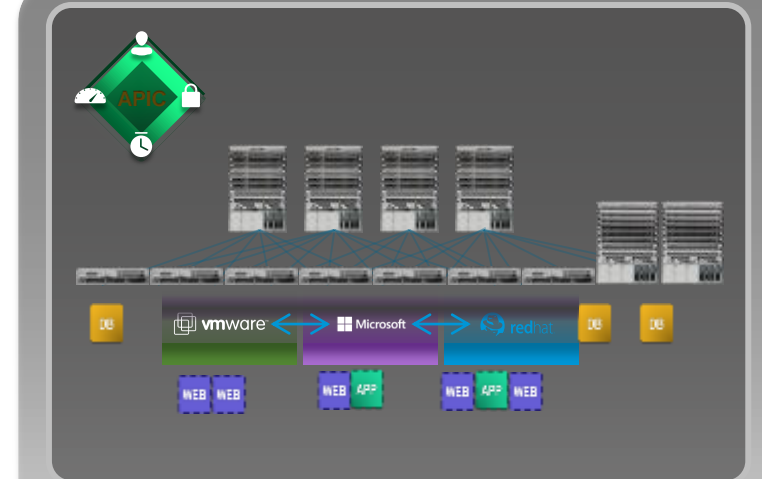 APIC
DB
vmware
Microsoft
redhat
DB
DB
WEB WEB
WEB APP
WEB APP WEB